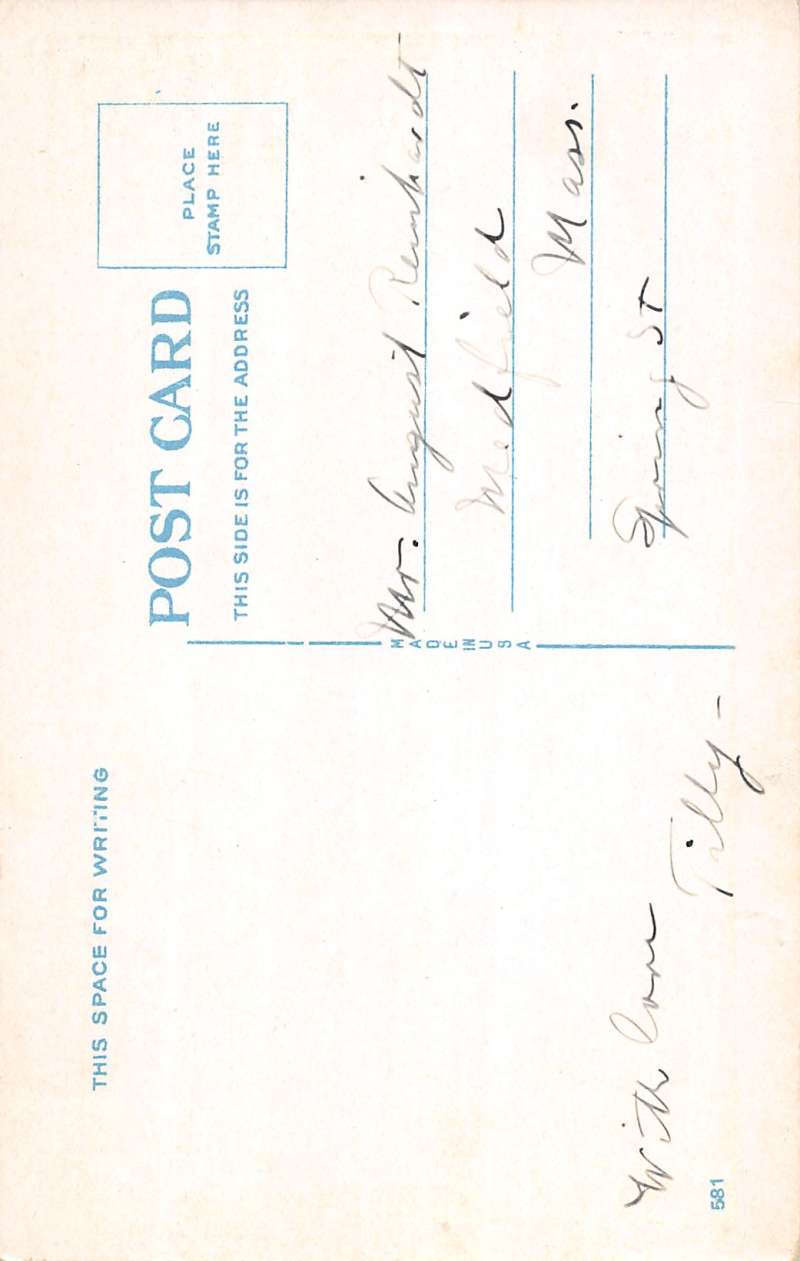 THIS SPACE FOR WRITING
With love
Tilly -
581
POST CARD
THIS SIDE IS FOR THE ADDRESS
PLACE
STAMP HERE
MADE IN USA
Mr. August Reinhardt
Medfield
Mass.
Spring St